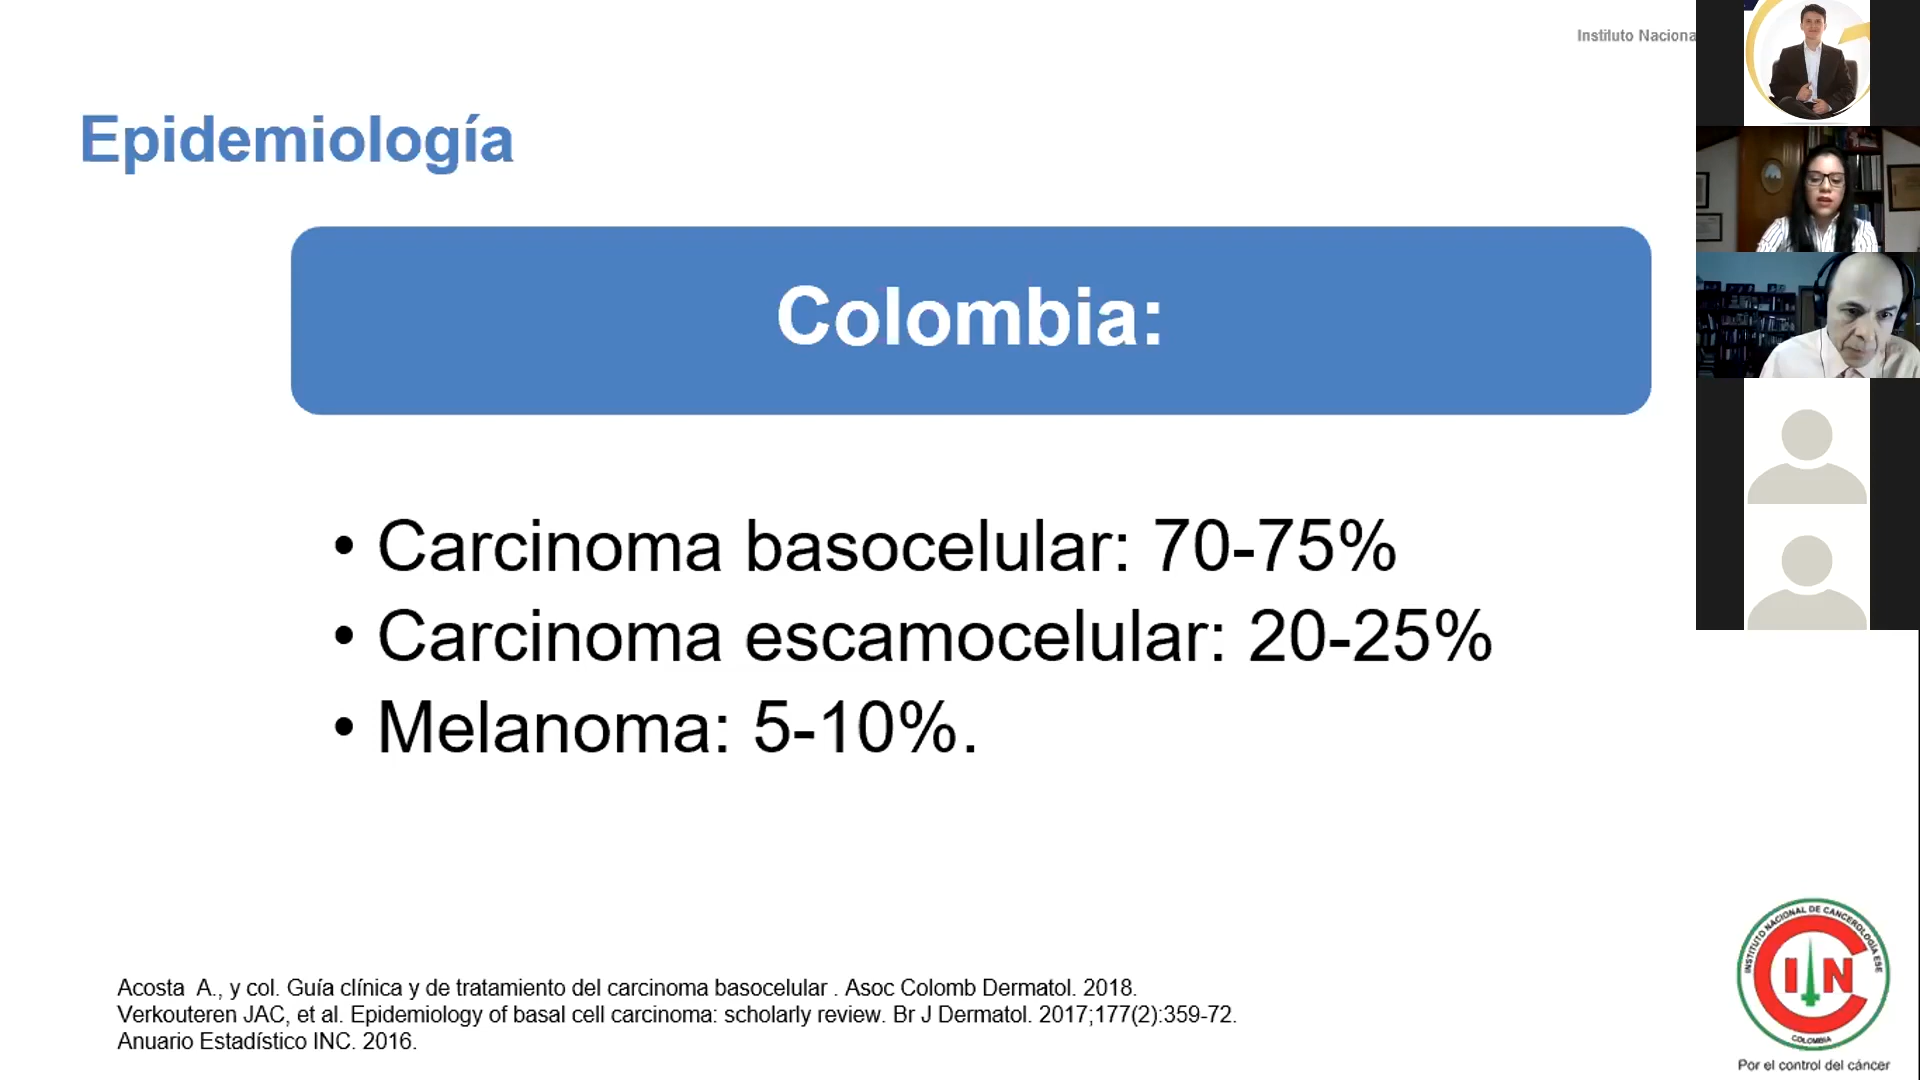 Instituto Naciona
Epidemiología
Colombia:
• Carcinoma basocelular: 70-75%
• Carcinoma escamocelular: 20-25%
• Melanoma: 5-10%.
Acosta A., y col. Guía clínica y de tratamiento del carcinoma basocelular . Asoc Colomb Dermatol. 2018.
Verkouteren JAC, et al. Epidemiology of basal cell carcinoma: scholarly review. Br J Dermatol. 2017;177(2):359-72.
Anuario Estadístico INC. 2016.
INSTITUTO NACIONAL DE CANCEROLOGÍA ESE
IN
COLOMBIA
Por el control del cáncer